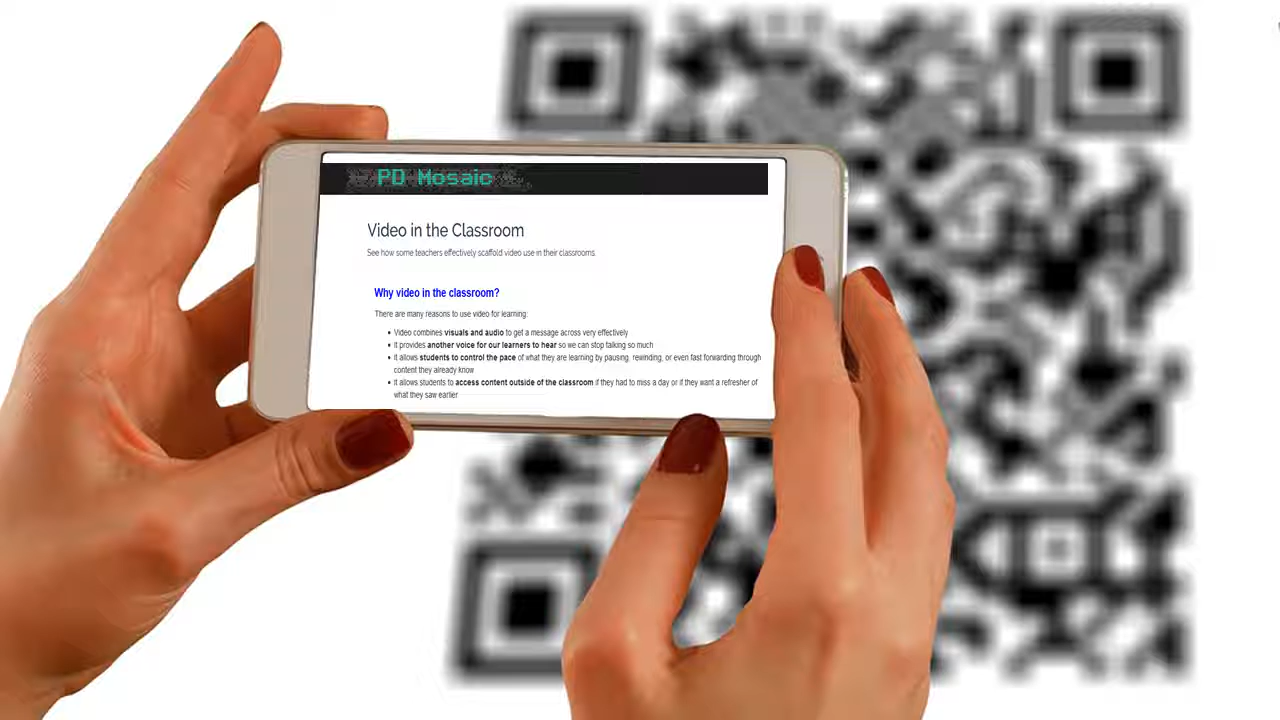 PD Mosaic
Video in the Classroom
See how some teachers effectively scaffold video use in their classrooms.
Why video in the classroom?
There are many reasons to use video for learning:
Video combines visuals and audio to get a message across very effectively
It provides another voice for our learners to hear so we can stop talking so much
It allows students to control the pace of what they are learning by pausing, rewinding, or even fast forwarding through
content they already know
It allows students to access content outside of the classroom if they had to miss a day or if they want a refresher of
what they saw earlier